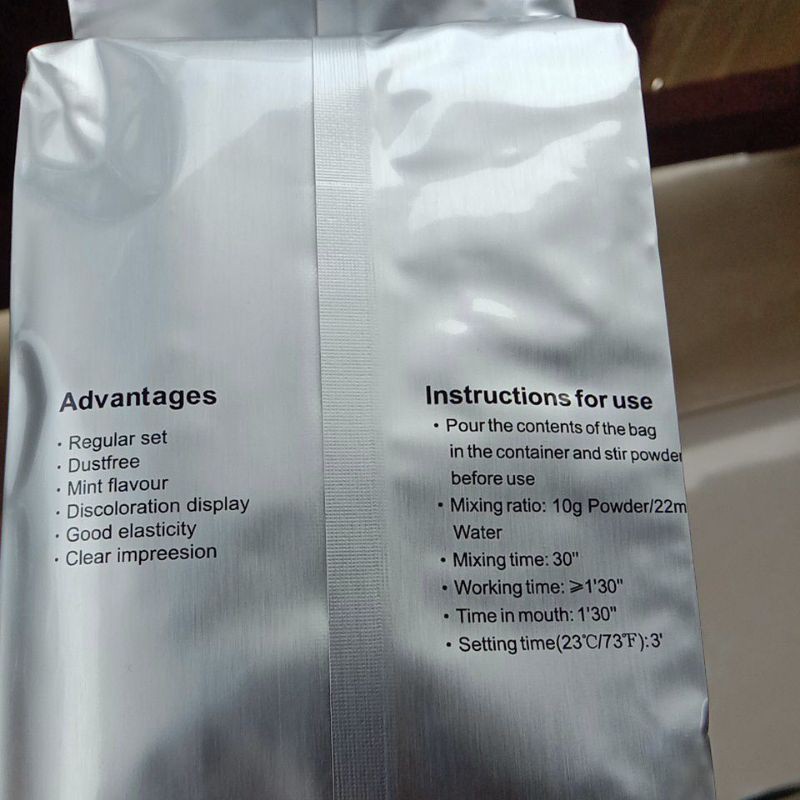 Advantages
· Regular set
· Dustfree
· Mint flavour
· Discoloration display
· Good elasticity
· Clear impreesion
Instructions for use
· Pour the contents of the bag
in the container and stir powder
before use
· Mixing ratio: 10g Powder/22m
Water
· Mixing time: 30"
· Working time: ⩾1'30"
· Time in mouth: 1'30"
· Setting time(23℃/73℉):3'